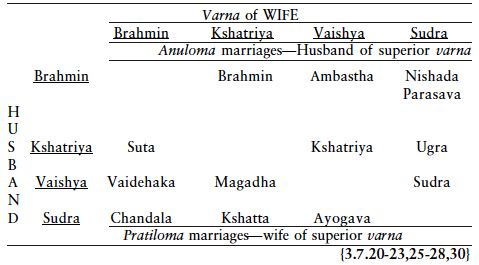 Varna of WIFE
Brahmin Kshatriya Vaishya Sudra
Anuloma marriages—Husband of superior varna
Brahmin Brahmin Ambastha Nishada
Parasava
H
U
S Kshatriya Suta Kshatriya Ugra
B
A Vaishya Vaidehaka Magadha Sudra
N
D Sudra Chandala Kshatta Ayogava
Pratiloma marriages—wife of superior varna
{3.7.20-23,25-28,30}